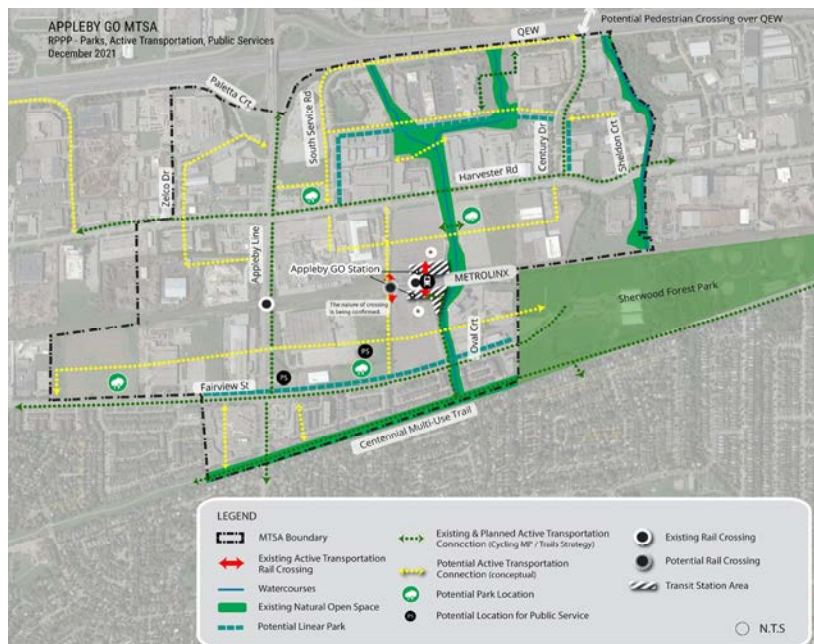 APPLEBY GO MTSA
RPPP - Parks, Active Transportation, Public Services
December 2021
Potential Pedestrian Crossing over QEW
QEW
Paletta Crt
South Service Rd
Zelco Dr
Century Dr
Sheldon Crt
Harvester Rd
Appleby Line
Appleby GO Station
METROLINX
The nature of crossing
is being confirmed.
Sherwood Forest Park
Oval Crt
PS
PS
Fairview St
Centennial Multi-Use Trail
LEGEND
MTSA Boundary
Existing Active Transportation
Rail Crossing
Watercourses
Existing Natural Open Space
Potential Linear Park
Existing & Planned Active Transportation
Connection (Cycling MP / Trails Strategy)
Potential Active Transportation
Connection (conceptual)
Potential Park Location
PS
Potential Location for Public Service
Existing Rail Crossing
Potential Rail Crossing
Transit Station Area
N.T.S